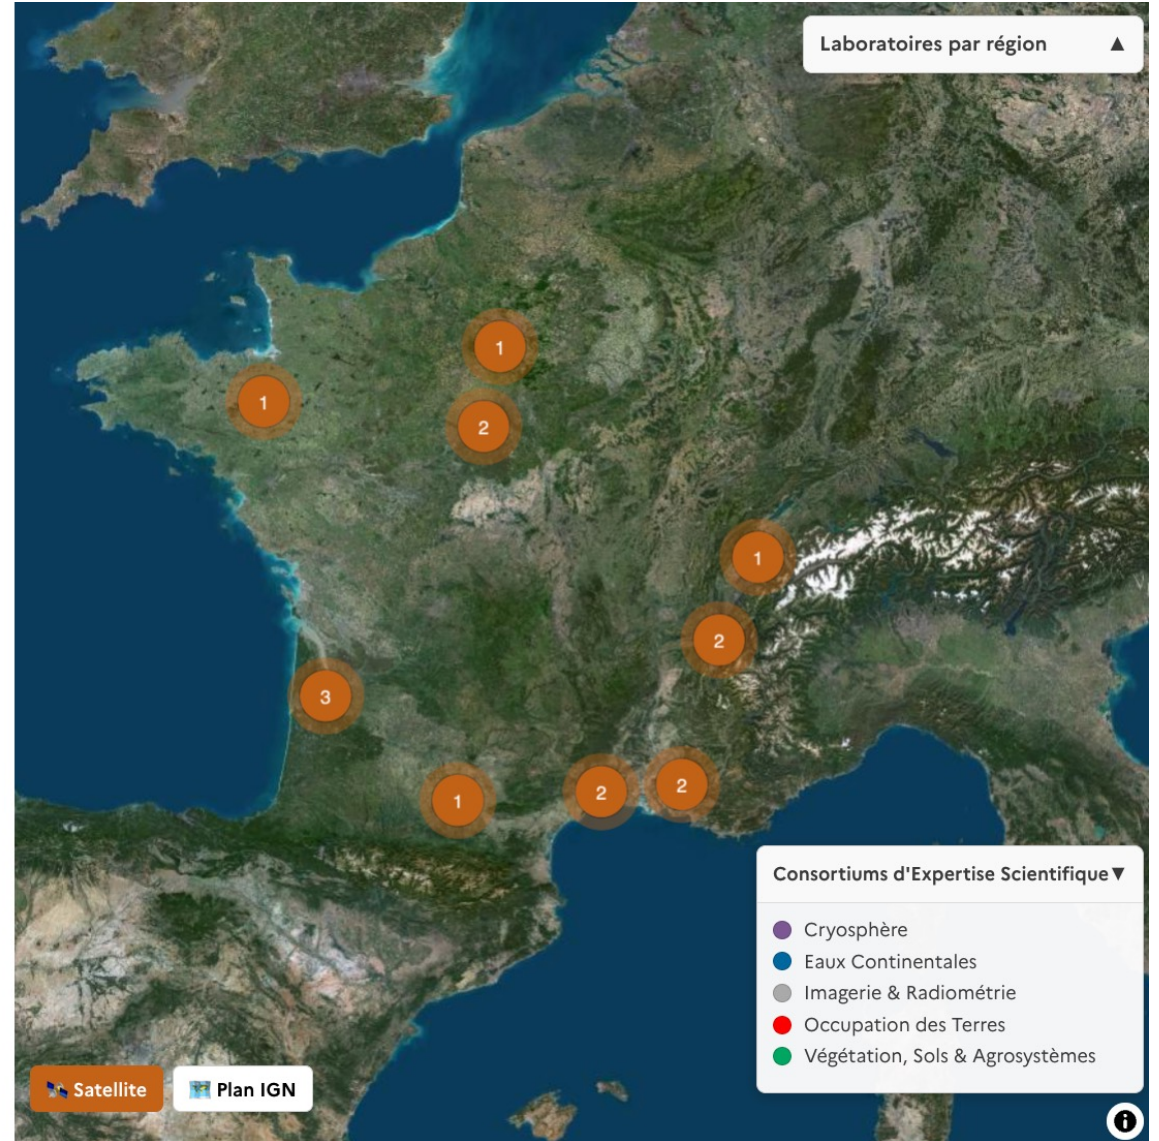 Laboratoires par région ▲
1
1
2
1
2
3
2
2
1
Consortiums d'Expertise Scientifique ▼
Cryosphère
Eaux Continentales
Imagerie & Radiométrie
Occupation des Terres
Végétation, Sols & Agrosystèmes
Satellite
Plan IGN
i